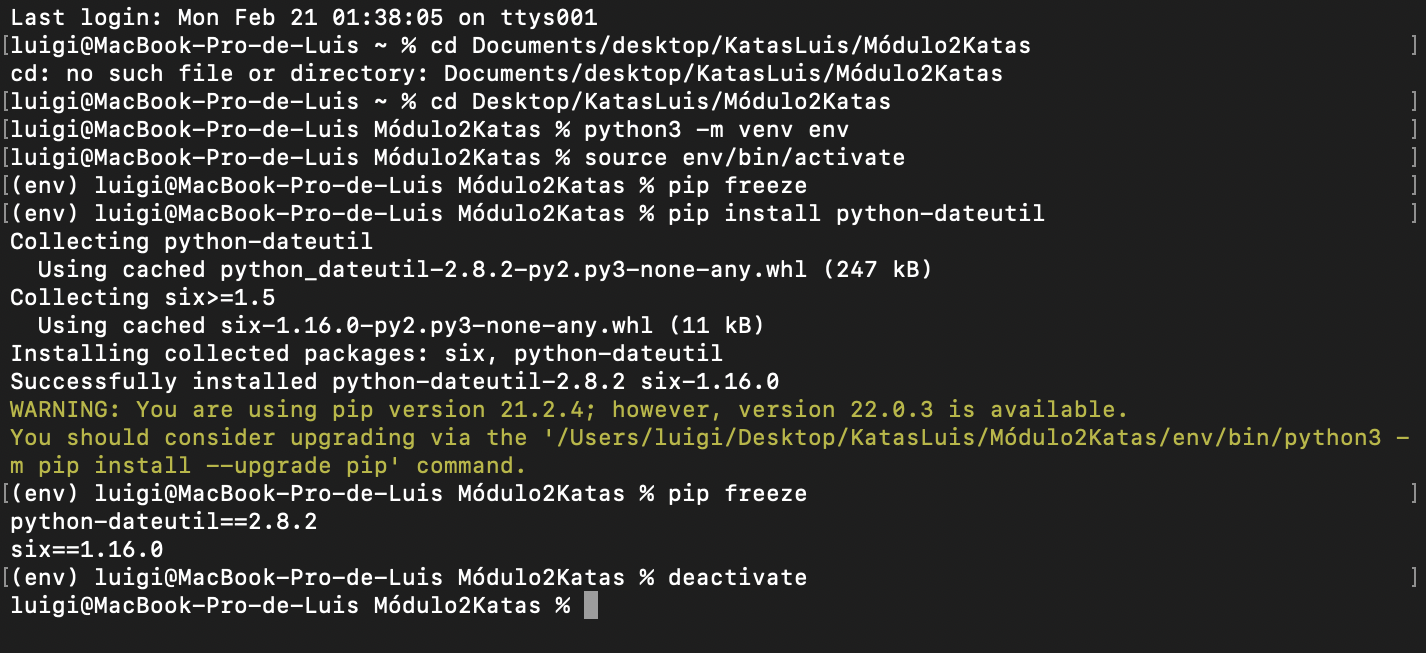 Last login: Mon Feb 21 01:38:05 on ttys001
[luigi@MacBook-Pro-de-Luis ~ % cd Documents/desktop/KatasLuis/Módulo2Katas ]
cd: no such file or directory: Documents/desktop/KatasLuis/Módulo2Katas
[luigi@MacBook-Pro-de-Luis ~ % cd Desktop/KatasLuis/Módulo2Katas ]
[luigi@MacBook-Pro-de-Luis Módulo2Katas % python3 -m venv env ]
[luigi@MacBook-Pro-de-Luis Módulo2Katas % source env/bin/activate ]
[(env) luigi@MacBook-Pro-de-Luis Módulo2Katas % pip freeze ]
[(env) luigi@MacBook-Pro-de-Luis Módulo2Katas % pip install python-dateutil ]
Collecting python-dateutil
  Using cached python_dateutil-2.8.2-py2.py3-none-any.whl (247 kB)
Collecting six>=1.5
  Using cached six-1.16.0-py2.py3-none-any.whl (11 kB)
Installing collected packages: six, python-dateutil
Successfully installed python-dateutil-2.8.2 six-1.16.0
WARNING: You are using pip version 21.2.4; however, version 22.0.3 is available.
You should consider upgrading via the '/Users/luigi/Desktop/KatasLuis/Módulo2Katas/env/bin/python3 -
m pip install --upgrade pip' command.
[(env) luigi@MacBook-Pro-de-Luis Módulo2Katas % pip freeze ]
python-dateutil==2.8.2
six==1.16.0
[(env) luigi@MacBook-Pro-de-Luis Módulo2Katas % deactivate ]
luigi@MacBook-Pro-de-Luis Módulo2Katas %